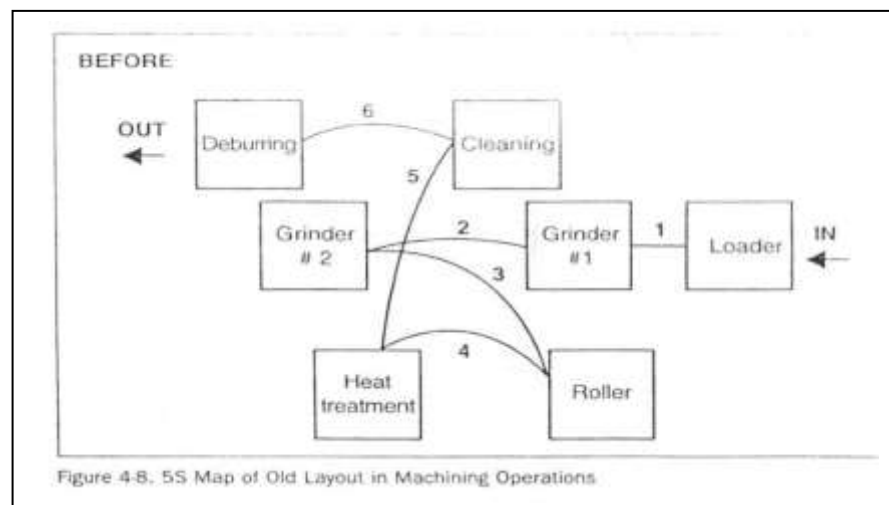 BEFORE
6
OUT
Deburring
Cleaning
5
Grinder
# 2
2
Grinder
#1
1
Loader
IN
3
4
Heat
treatment
Roller
Figure 4-8. 5S Map of Old Layout in Machining Operations